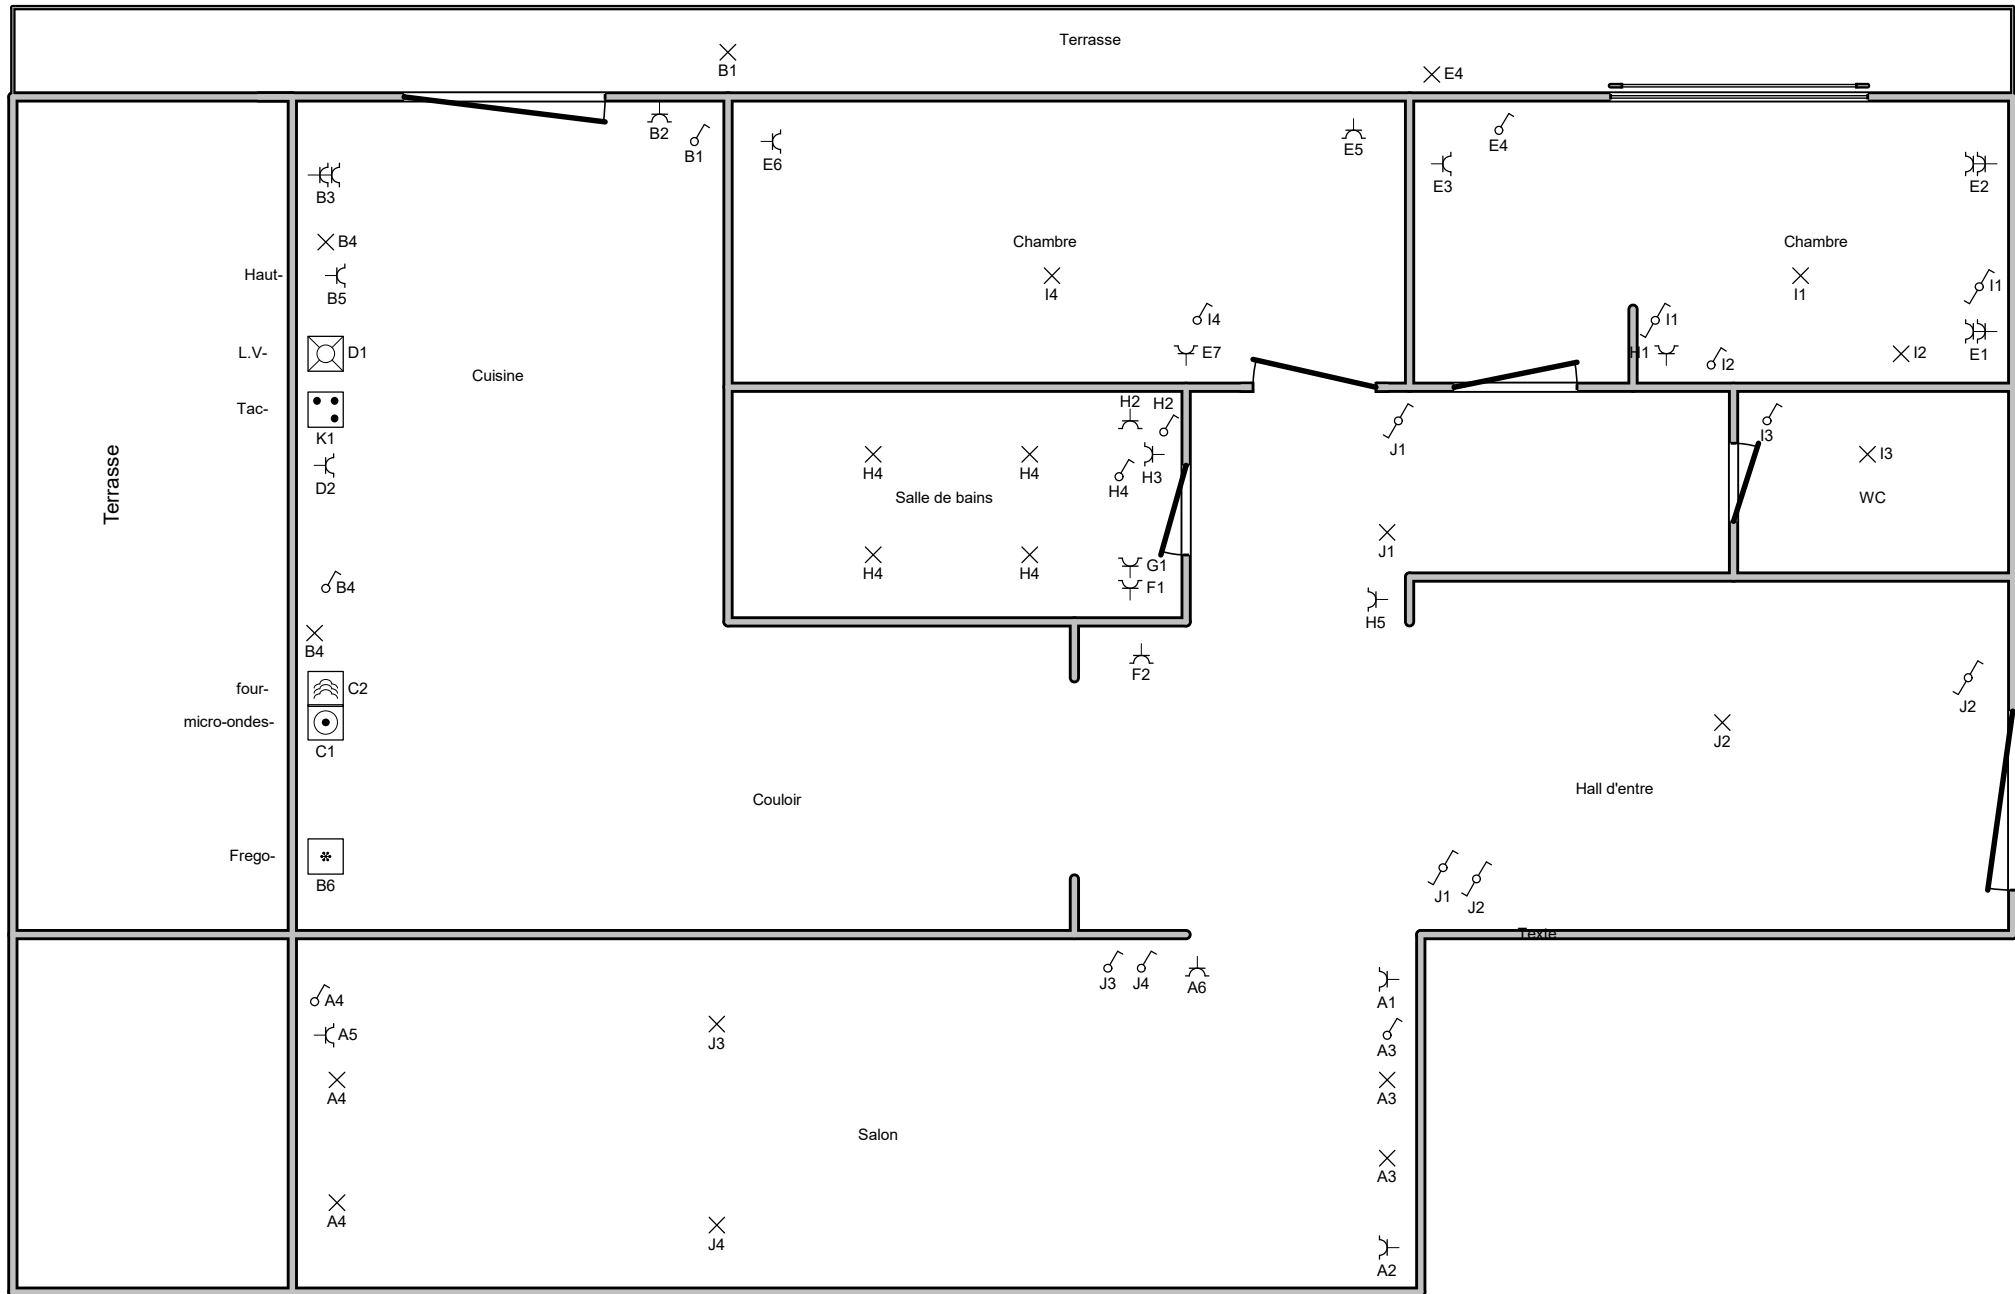 Terrasse
B1
E4
B2
B1
E6
E5
E4
E3
E2
B3
B4
Chambre
Chambre
Haut-
B5
I4
I1
I1
I4
I1
L.V-
D1
E7
H1
I2
I2
E1
Cuisine
Tac-
K1
H2
H2
J1
I3
Terrasse
D2
H4
H4
H4
H3
I3
Salle de bains
WC
J1
H4
H4
G1
F1
B4
H5
B4
F2
four-
C2
J2
micro-ondes-
C1
J2
Hall d'entre
Couloir
Frego-
B6
J1
J2
Texte
J3
J4
A6
A1
A4
A5
J3
A3
A4
A3
Salon
A3
A4
J4
A2